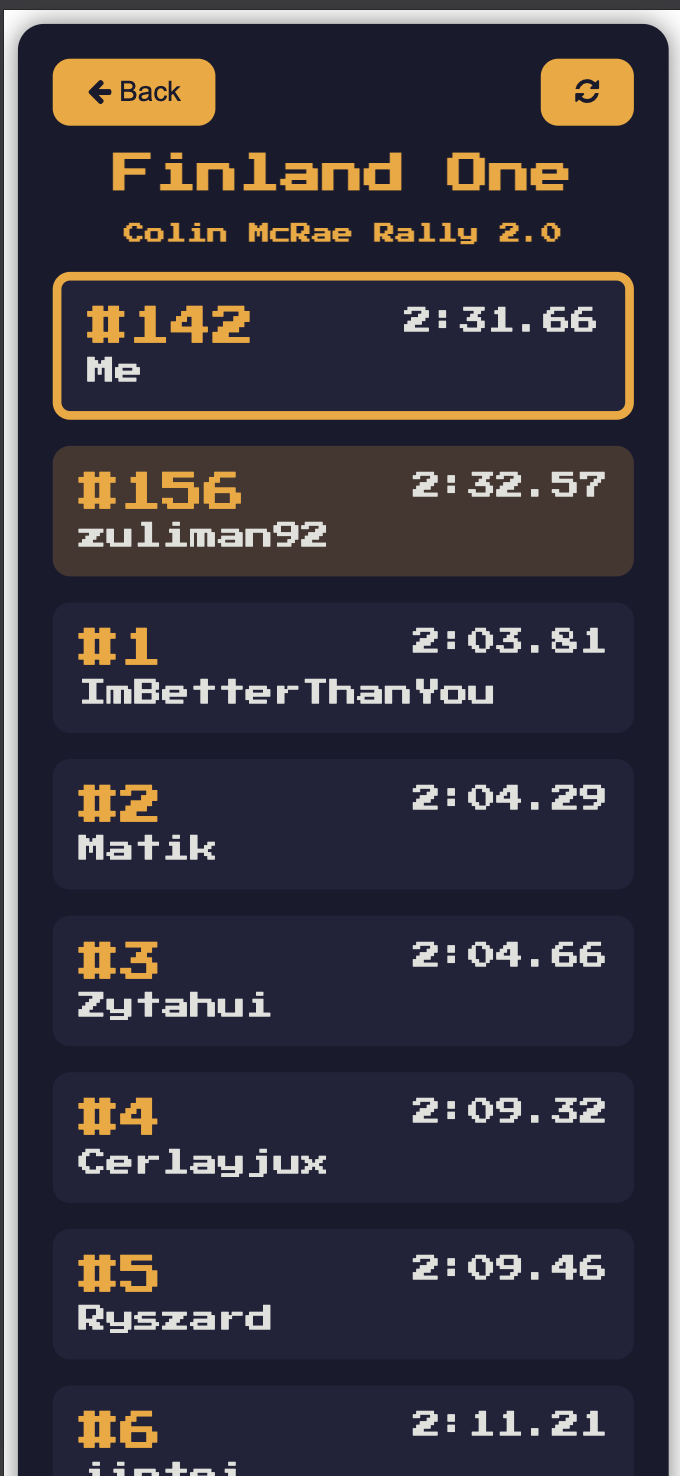 Back
Finland One
Colin McRae Rally 2.0
#142 2:31.66
Me
#156 2:32.57
zuliman92
#1 2:03.81
ImBetterThanYou
#2 2:04.29
Matik
#3 2:04.66
Zytahui
#4 2:09.32
Cerlayjux
#5 2:09.46
Ryszard
#6 2:11.21